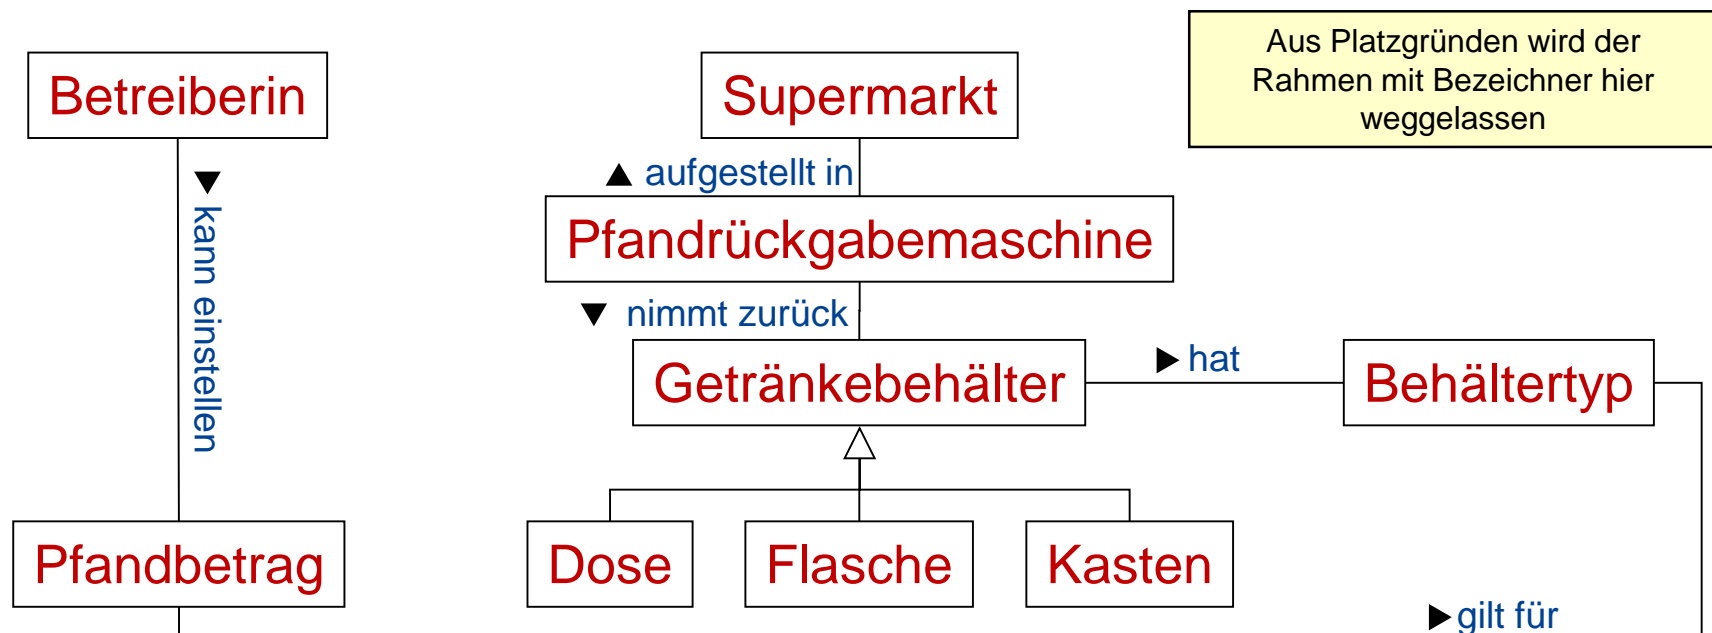 Aus Platzgründen wird der
Rahmen mit Bezeichner hier
weggelassen
Betreiberin
Supermarkt
aufgestellt in
kann einstellen
Pfandrückgabemaschine
nimmt zurück
Getränkebehälter
hat
Behältertyp
Pfandbetrag
Dose
Flasche
Kasten
gilt für